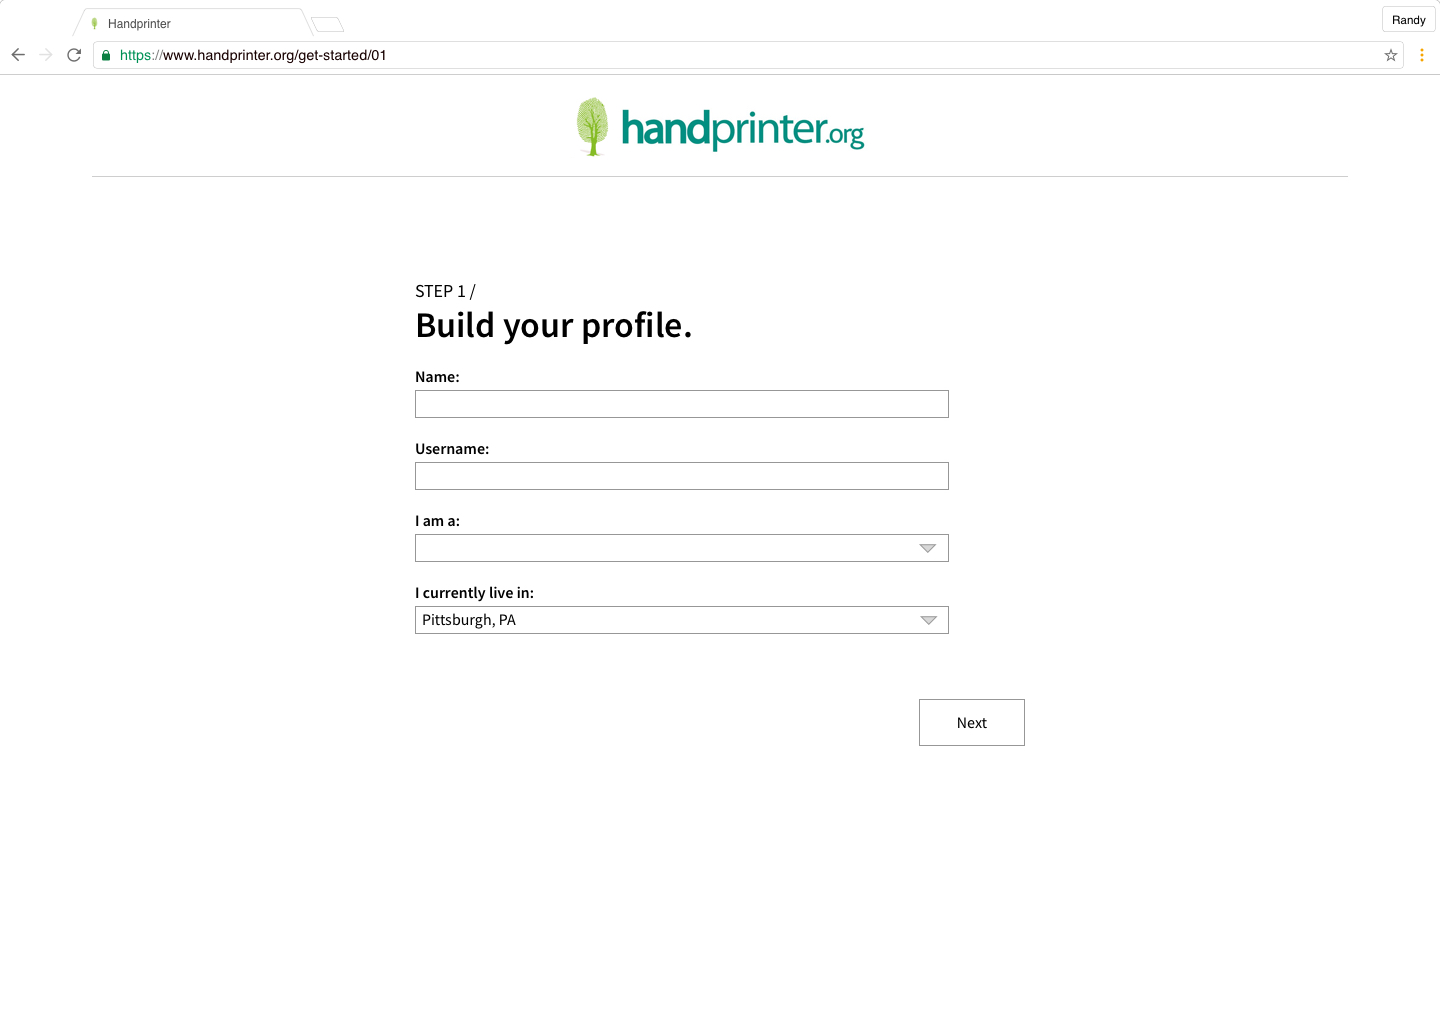 Handprinter
Randy
https://www.handprinter.org/get-started/01
handprinter.org
STEP 1 /
Build your profile.
Name:
Username:
I am a:
I currently live in:
Pittsburgh, PA
Next